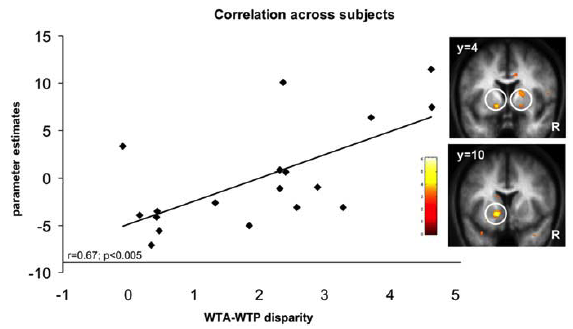 Correlation across subjects
15
10
5
0
-5
-10
parameter estimates
r=0.67; p<0.005
-1 0 1 2 3 4 5
WTA-WTP disparity
y=4
R
y=10
R